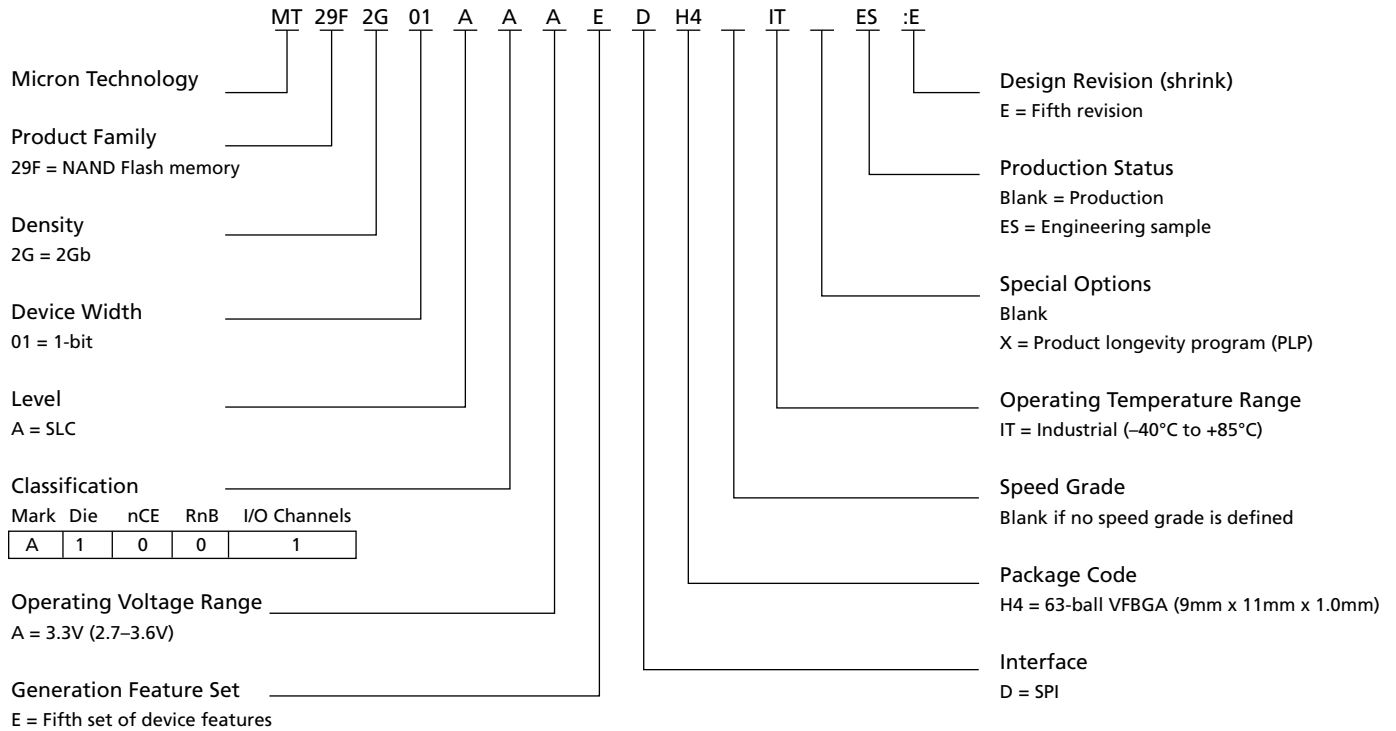 MT 29F 2G 01 A A A E D H4 IT ES :E
Micron Technology
Product Family
29F = NAND Flash memory
Density
2G = 2Gb
Device Width
01 = 1-bit
Level
A = SLC
Classification
Mark Die nCE RnB I/O Channels
A 1 0 0 1
Operating Voltage Range
A = 3.3V (2.7–3.6V)
Generation Feature Set
E = Fifth set of device features
Design Revision (shrink)
E = Fifth revision
Production Status
Blank = Production
ES = Engineering sample
Special Options
Blank
X = Product longevity program (PLP)
Operating Temperature Range
IT = Industrial (–40°C to +85°C)
Speed Grade
Blank if no speed grade is defined
Package Code
H4 = 63-ball VFBGA (9mm x 11mm x 1.0mm)
Interface
D = SPI